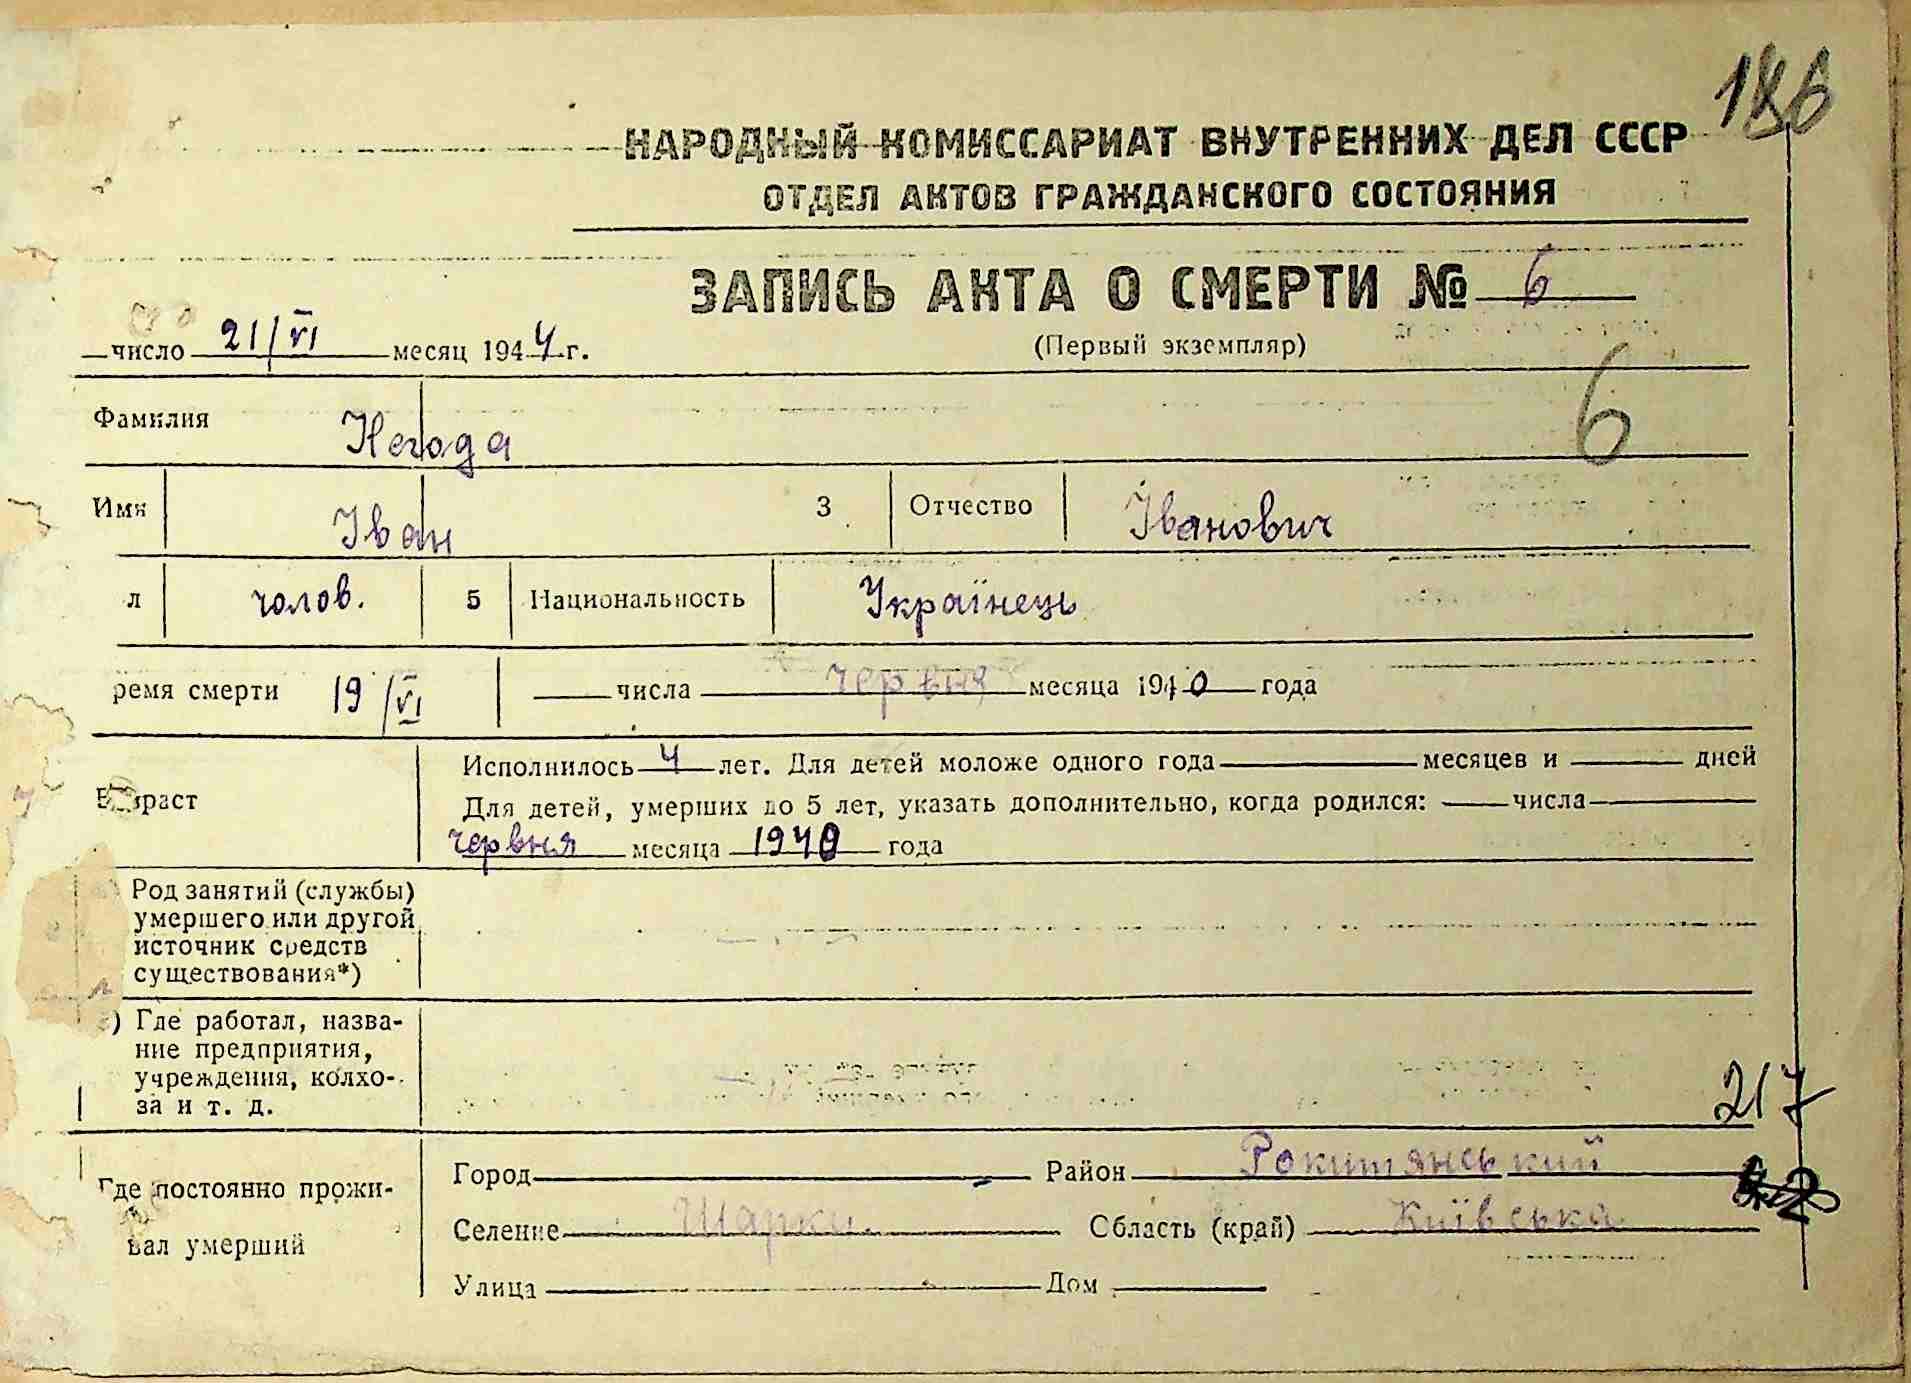 186
НАРОДНЫЙ КОМИССАРИАТ ВНУТРЕННИХ ДЕЛ СССР
ОТДЕЛ АКТОВ ГРАЖДАНСКОГО СОСТОЯНИЯ
ЗАПИСЬ АКТА О СМЕРТИ № 6
число 21/VI месяц 1944 г.
(Первый экземпляр)
6
Фамилия Негода
Имя Іван 3 Отчество Іванович
л чолов. 5 Национальность Українець
ремя смерти 19/VI числа червня месяца 1940 года
Исполнилось 4 лет. Для детей моложе одного года месяцев и дней
Возраст Для детей, умерших до 5 лет, указать дополнительно, когда родился: числа
червня месяца 1940 года
Род занятий (службы)
умершего или другой
источник средств
существования*)
) Где работал, назва-
ние предприятия,
учреждения, колхо-
за и т. д.
217
Город Район Рокитянський
Где постоянно прожи-
Селение Шарки Область (край) Київська
вал умерший
Улица Дом